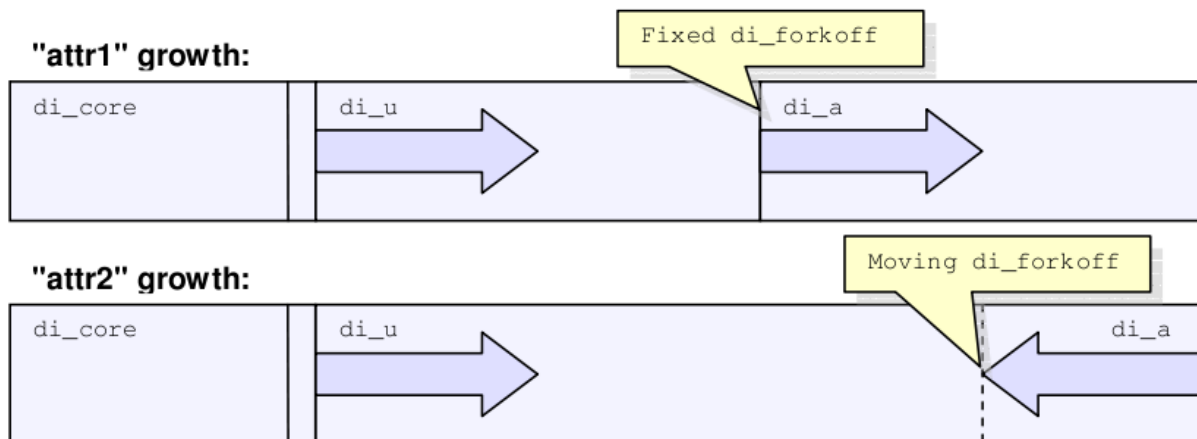 Fixed di_forkoff
"attr1" growth:
di_core
di_u
di_a
Moving di_forkoff
"attr2" growth:
di_core
di_u
di_a